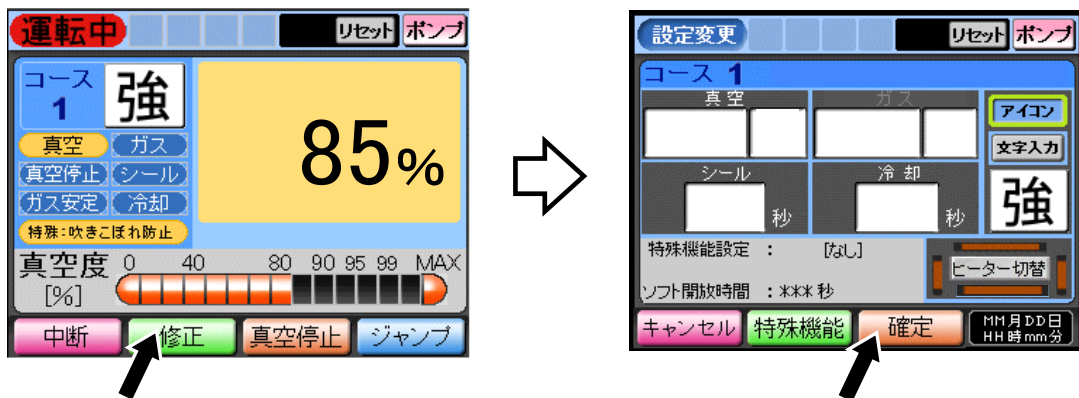 運転中 リセット ポンプ
コース 強
1
85%
真空 ガス
真空停止 シール
ガス安定 冷却
特殊:吹きこぼれ防止
真空度 0 40 80 90 95 99 MAX
[%]
中断 修正 真空停止 ジャンプ
設定変更 リセット ポンプ
コース 1
真空 ガス アイコン
文字入力
シール 冷却 強
秒 秒
特殊機能設定 : [なし]
ヒーター切替
ソフト開放時間 :***秒
キャンセル 特殊機能 確定 MM月DD日
HH時mm分